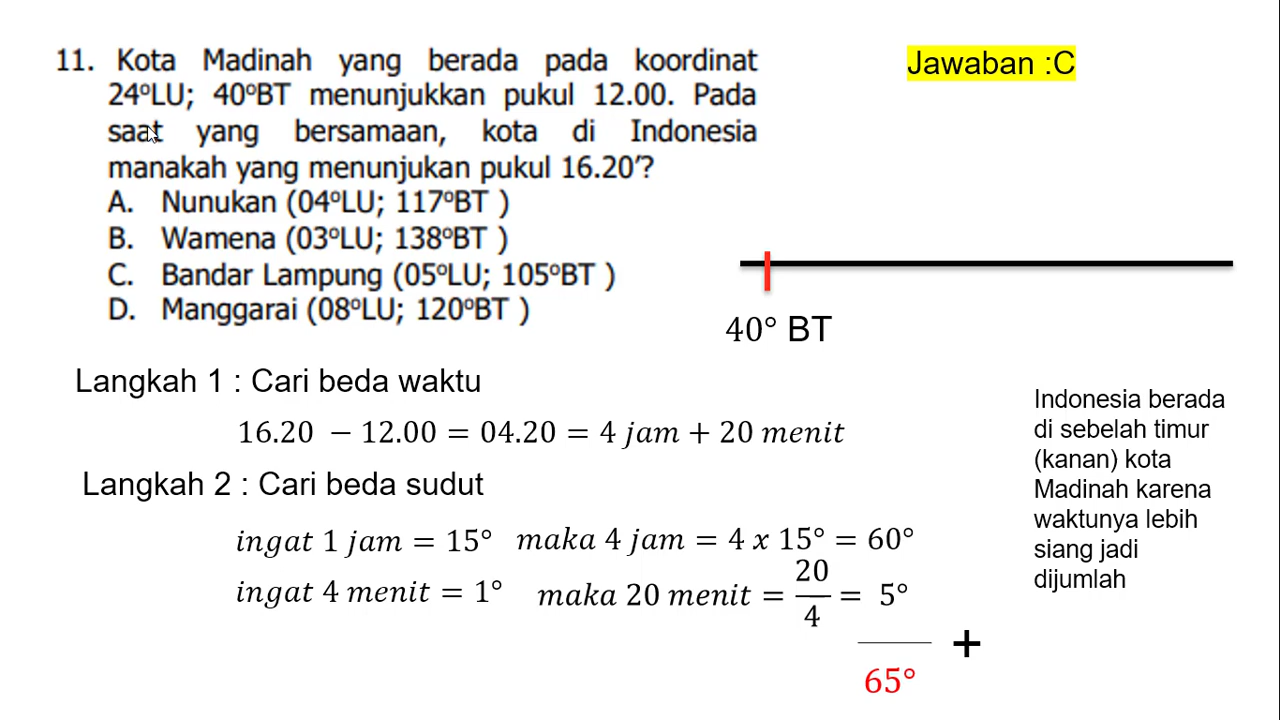 11. Kota Madinah yang berada pada koordinat
24°LU; 40°BT menunjukkan pukul 12.00. Pada
saat yang bersamaan, kota di Indonesia
manakah yang menunjukan pukul 16.20'?
A. Nunukan (04°LU; 117°BT )
B. Wamena (03°LU; 138°BT )
C. Bandar Lampung (05°LU; 105°BT )
D. Manggarai (08°LU; 120°BT )
Jawaban :C
40° BT
Langkah 1 : Cari beda waktu
16.20 − 12.00 = 04.20 = 4 jam + 20 menit
Langkah 2 : Cari beda sudut
ingat 1 jam = 15° maka 4 jam = 4 x 15° = 60°
ingat 4 menit = 1° maka 20 menit = 20/4 = 5°
+
65°
Indonesia berada
di sebelah timur
(kanan) kota
Madinah karena
waktunya lebih
siang jadi
dijumlah